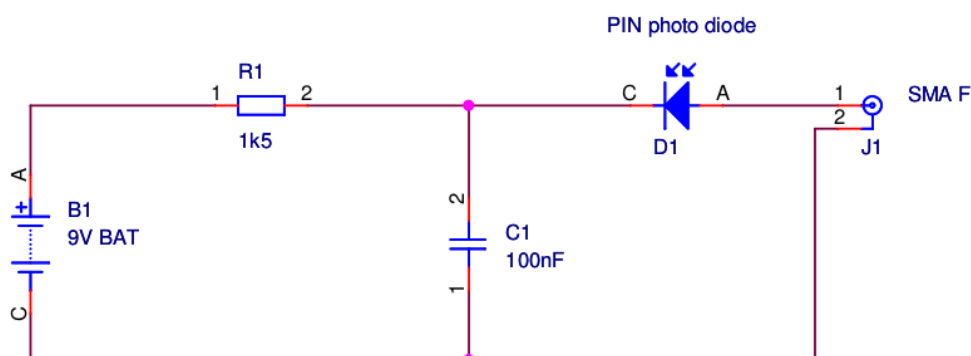 PIN photo diode
R1
1
2
1k5
C
A
D1
1
2
SMA F
J1
A
+
B1
9V BAT
C
2
C1
100nF
1